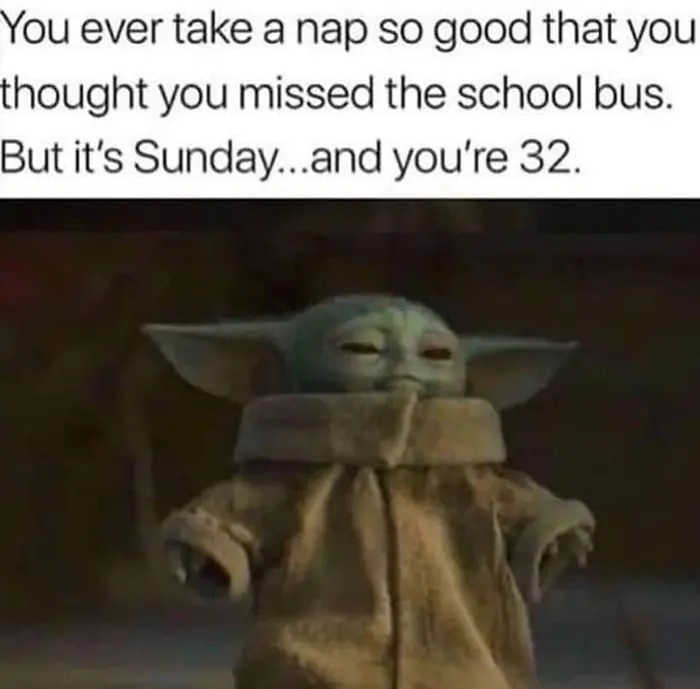 You ever take a nap so good that you
thought you missed the school bus.
But it's Sunday...and you're 32.